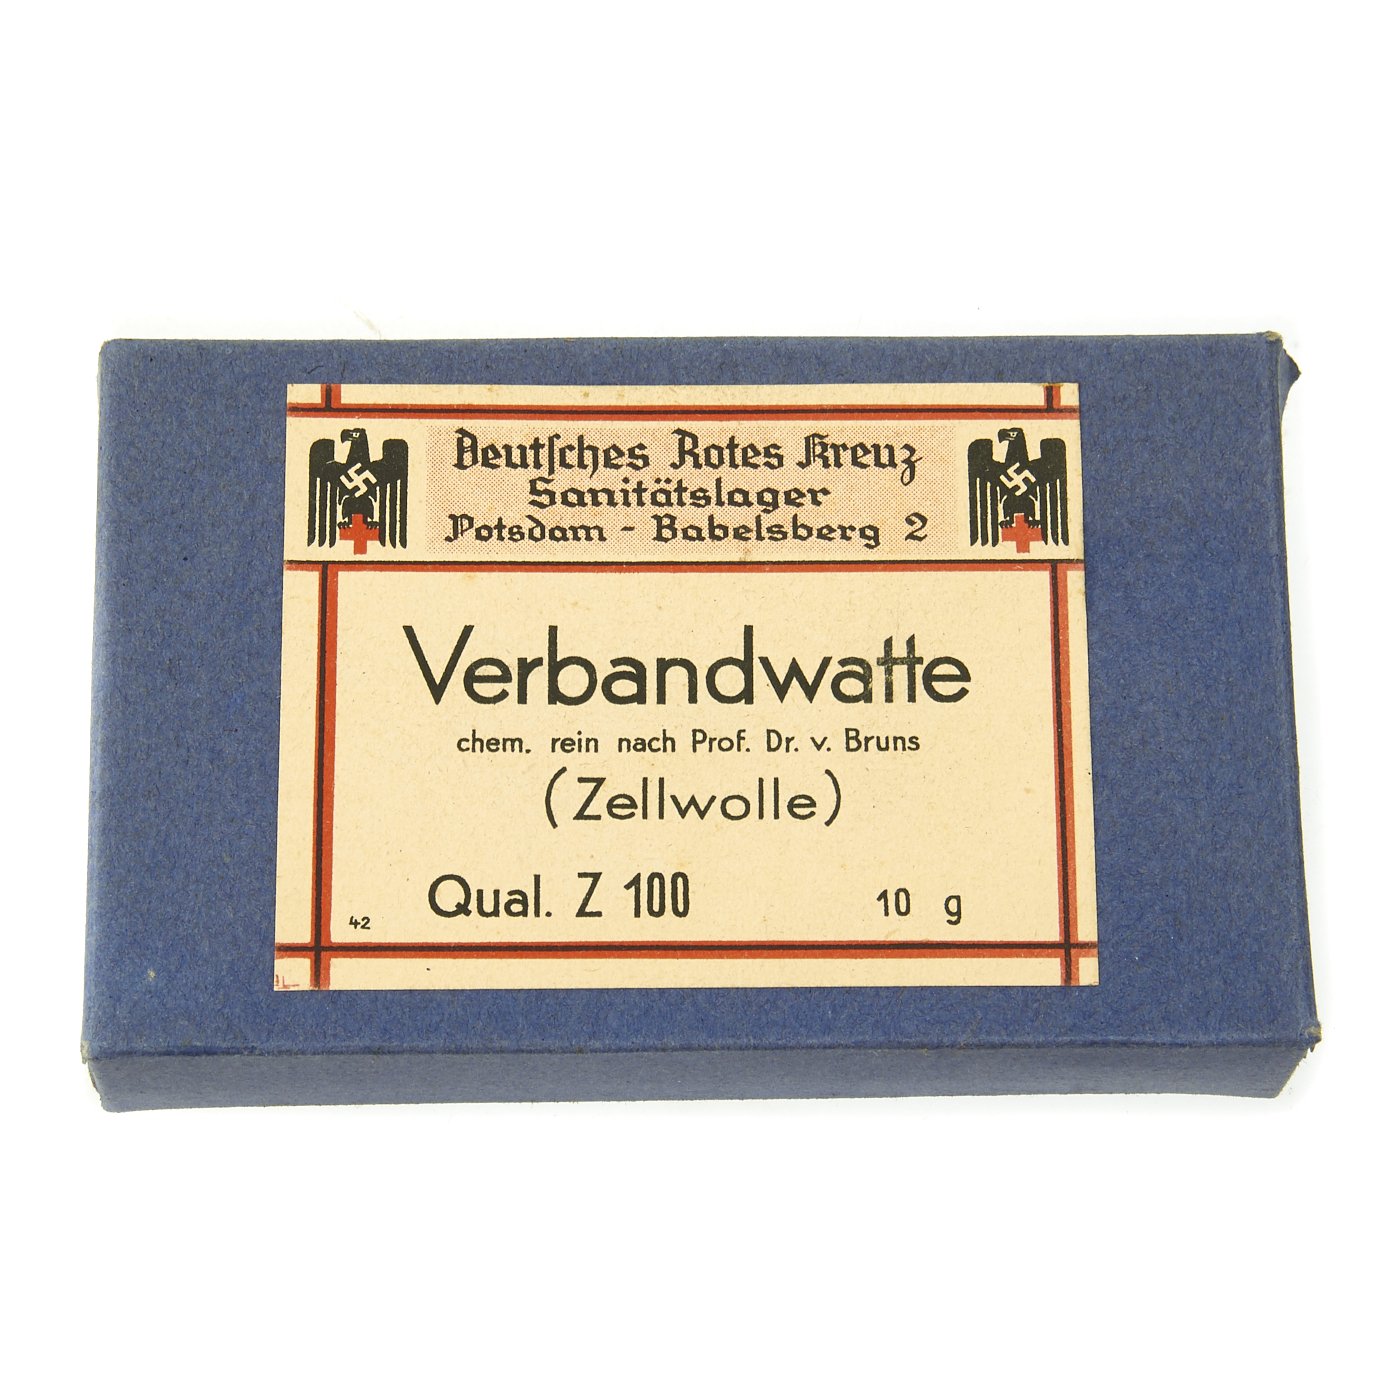 Deutſches Rotes Kreuz
Sanitätslager
Potsdam - Babelsberg 2
Verbandwatte
chem. rein nach Prof. Dr. v. Bruns
(Zellwolle)
Qual. Z 100 10 g
42